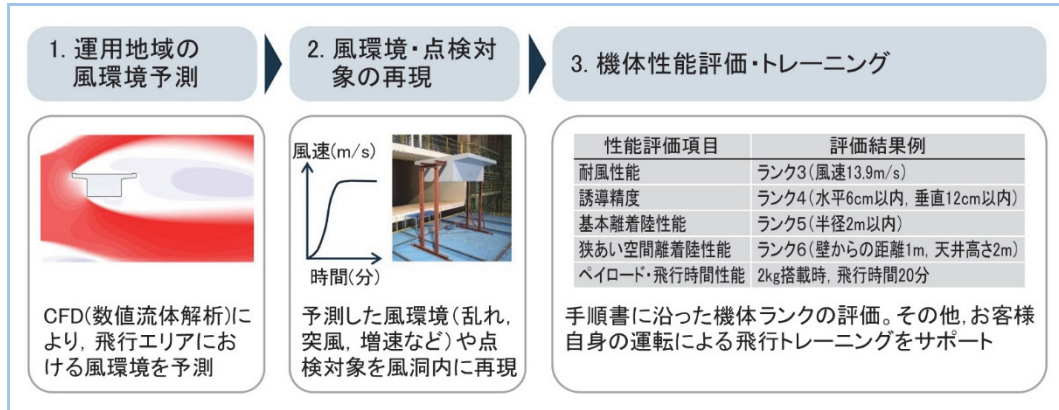 1. 運用地域の
風環境予測
2. 風環境・点検対
象の再現
3. 機体性能評価・トレーニング
風速(m/s)
時間(分)
性能評価項目 評価結果例
耐風性能 ランク3(風速13.9m/s)
誘導精度 ランク4(水平6cm以内, 垂直12cm以内)
基本離着陸性能 ランク5(半径2m以内)
狭あい空間離着陸性能 ランク6(壁からの距離1m, 天井高さ2m)
ペイロード・飛行時間性能 2kg搭載時, 飛行時間20分
CFD(数値流体解析)に
より, 飛行エリアにお
ける風環境を予測
予測した風環境(乱れ,
突風, 増速など)や点
検対象を風洞内に再現
手順書に沿った機体ランクの評価。その他, お客様
自身の運転による飛行トレーニングをサポート